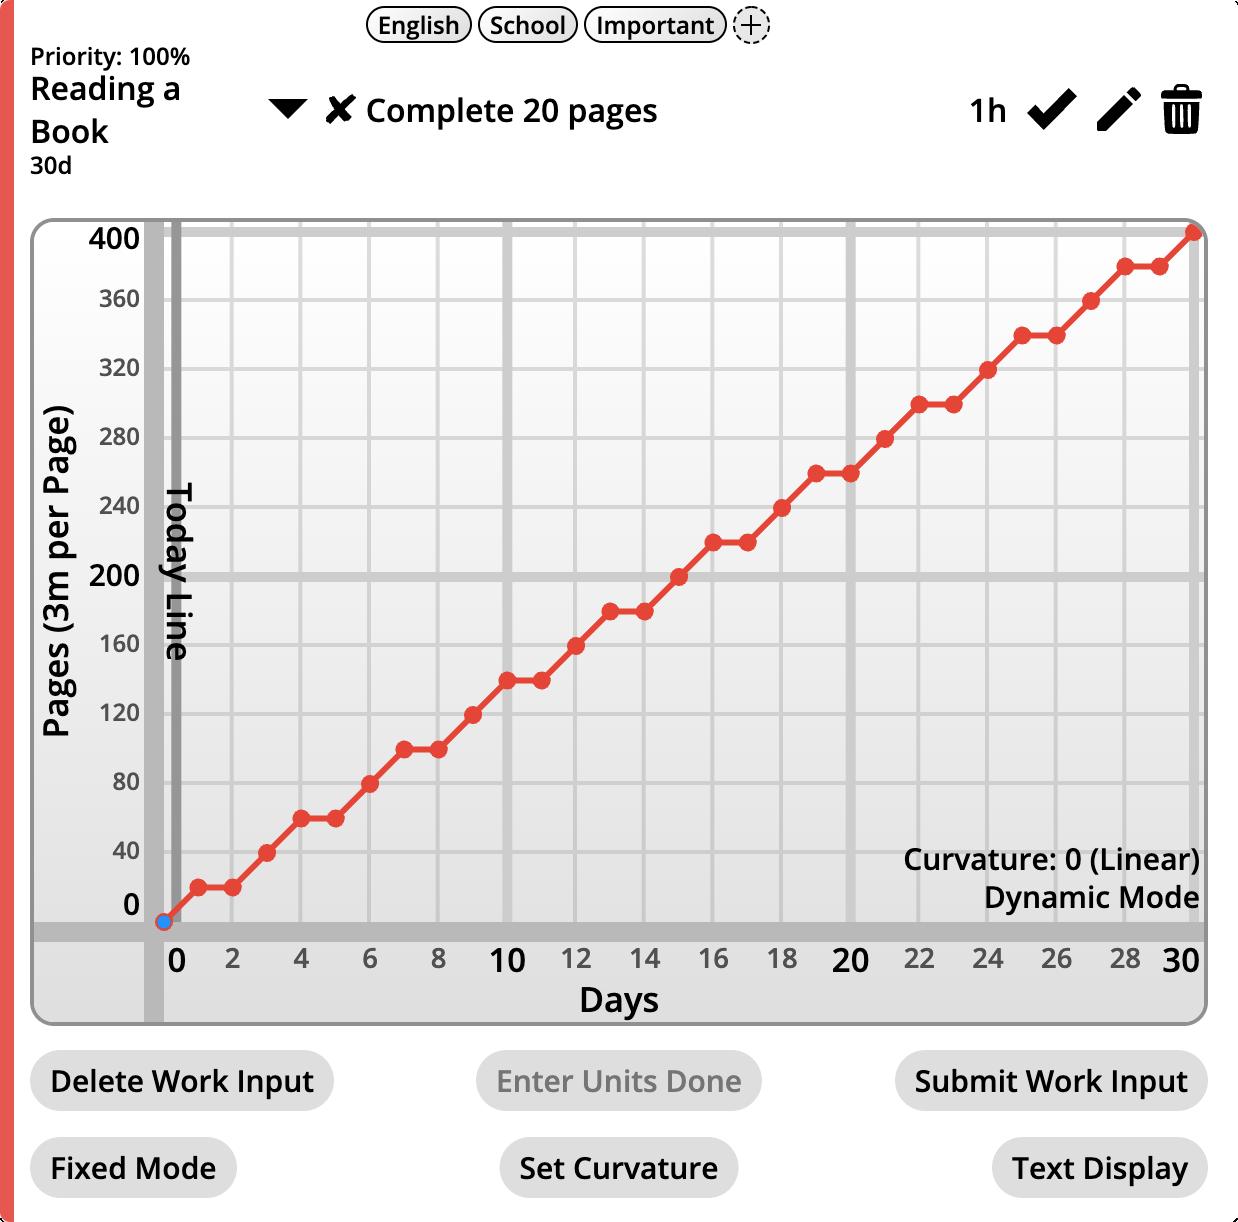 English School Important
Priority: 100%
Reading a
Book
30d
Complete 20 pages
1h
400
360
320
280
240
200
160
120
80
40
0
Pages (3m per Page)
Today Line
Curvature: 0 (Linear)
Dynamic Mode
0 2 4 6 8 10 12 14 16 18 20 22 24 26 28 30
Days
Delete Work Input Enter Units Done Submit Work Input
Fixed Mode Set Curvature Text Display